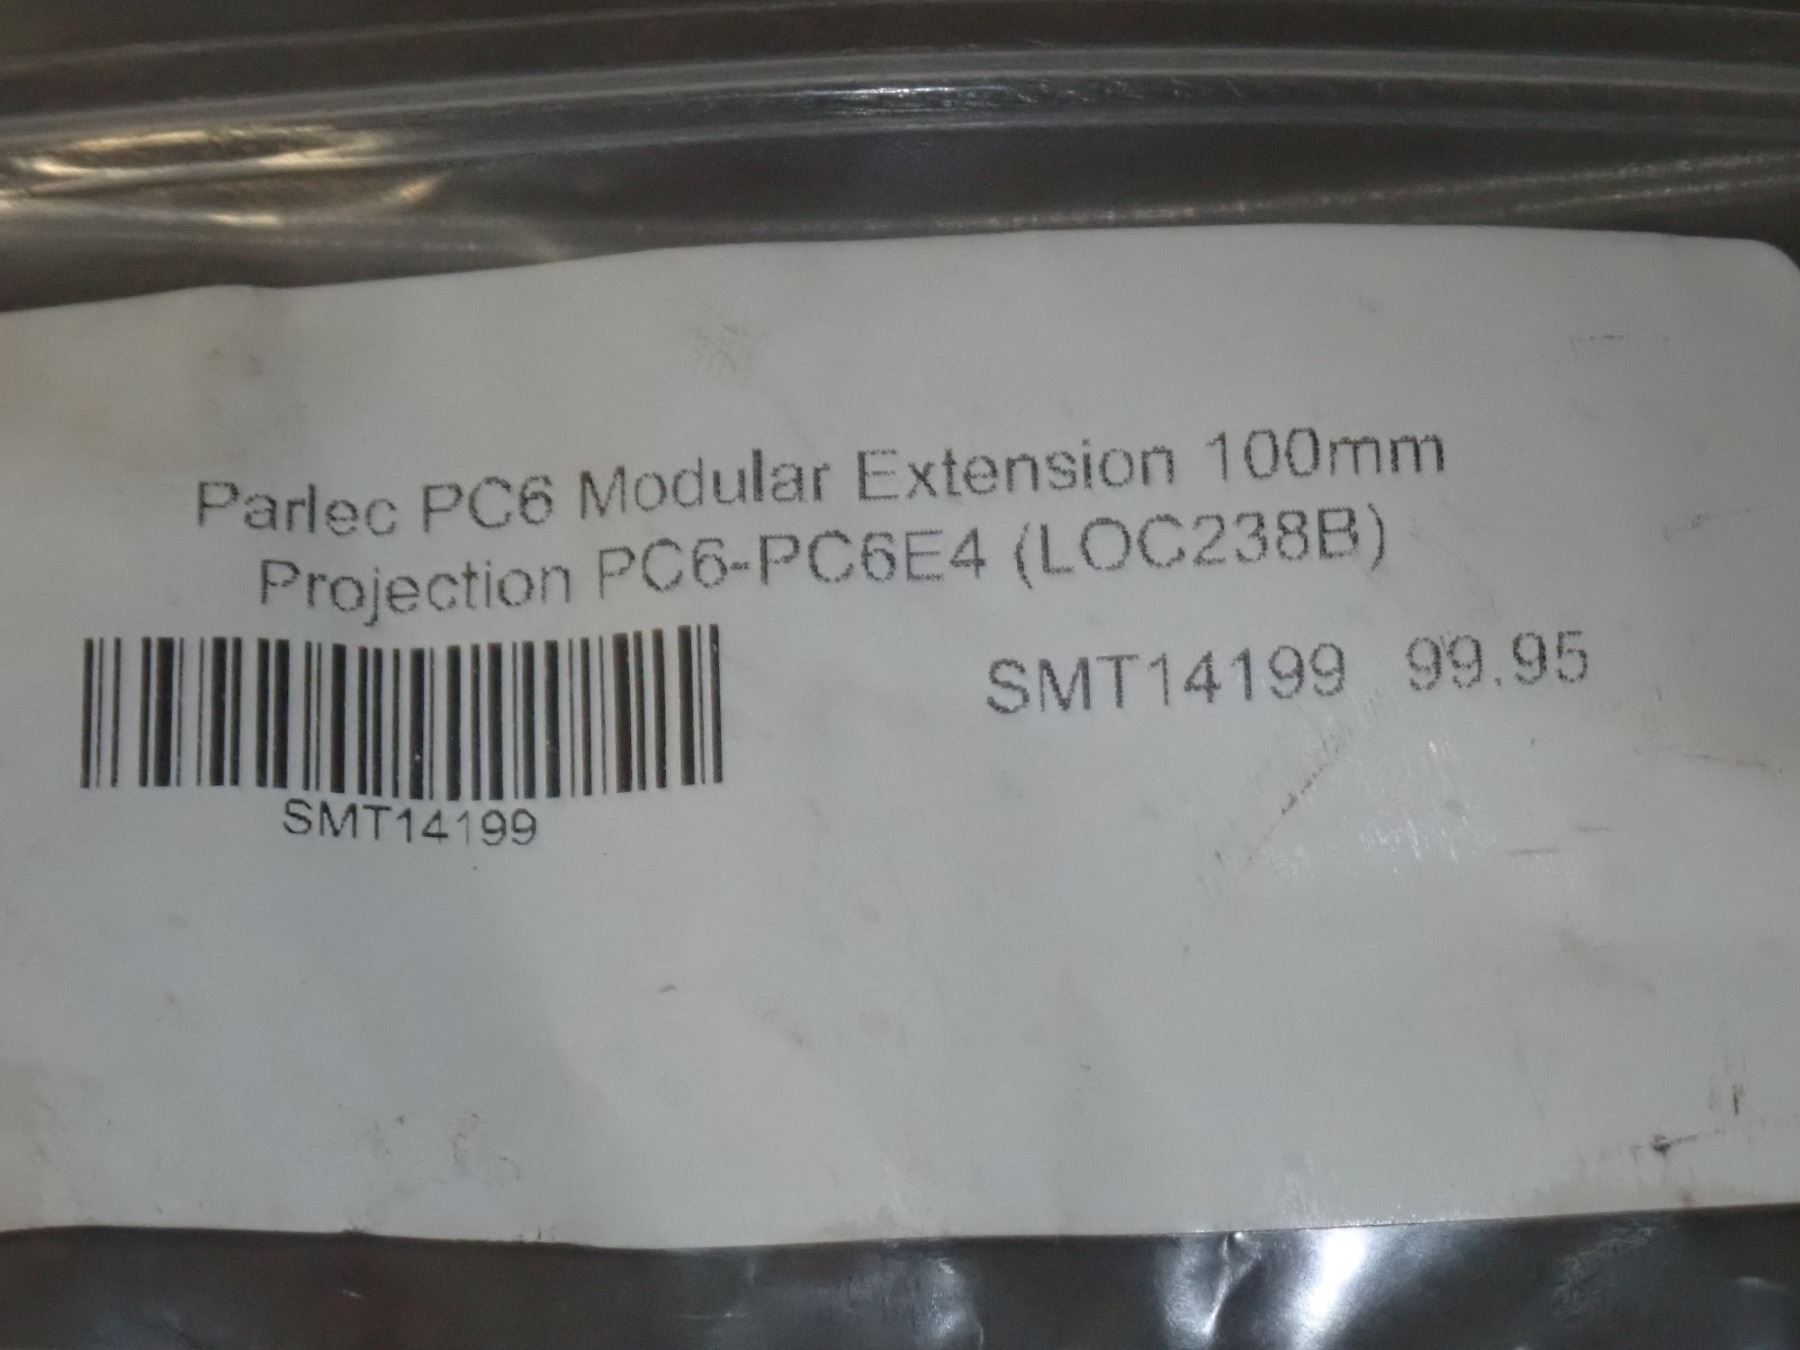 Parlec PC6 Modular Extension 100mm
Projection PC6-PC6E4 (LOC238B)
SMT14199 99.95
SMT14199